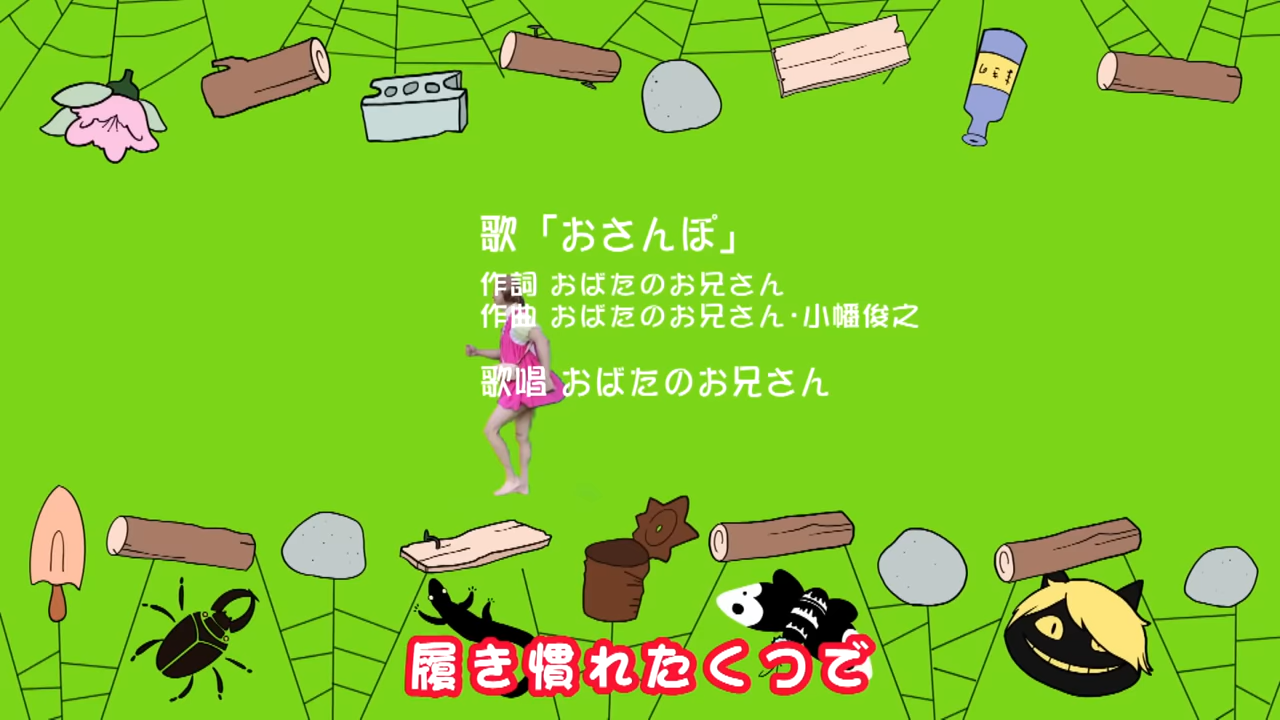 歌「おさんぽ」
作詞 おばたのお兄さん
作曲 おばたのお兄さん・小幡俊之
歌唱 おばたのお兄さん
履き慣れたくつで